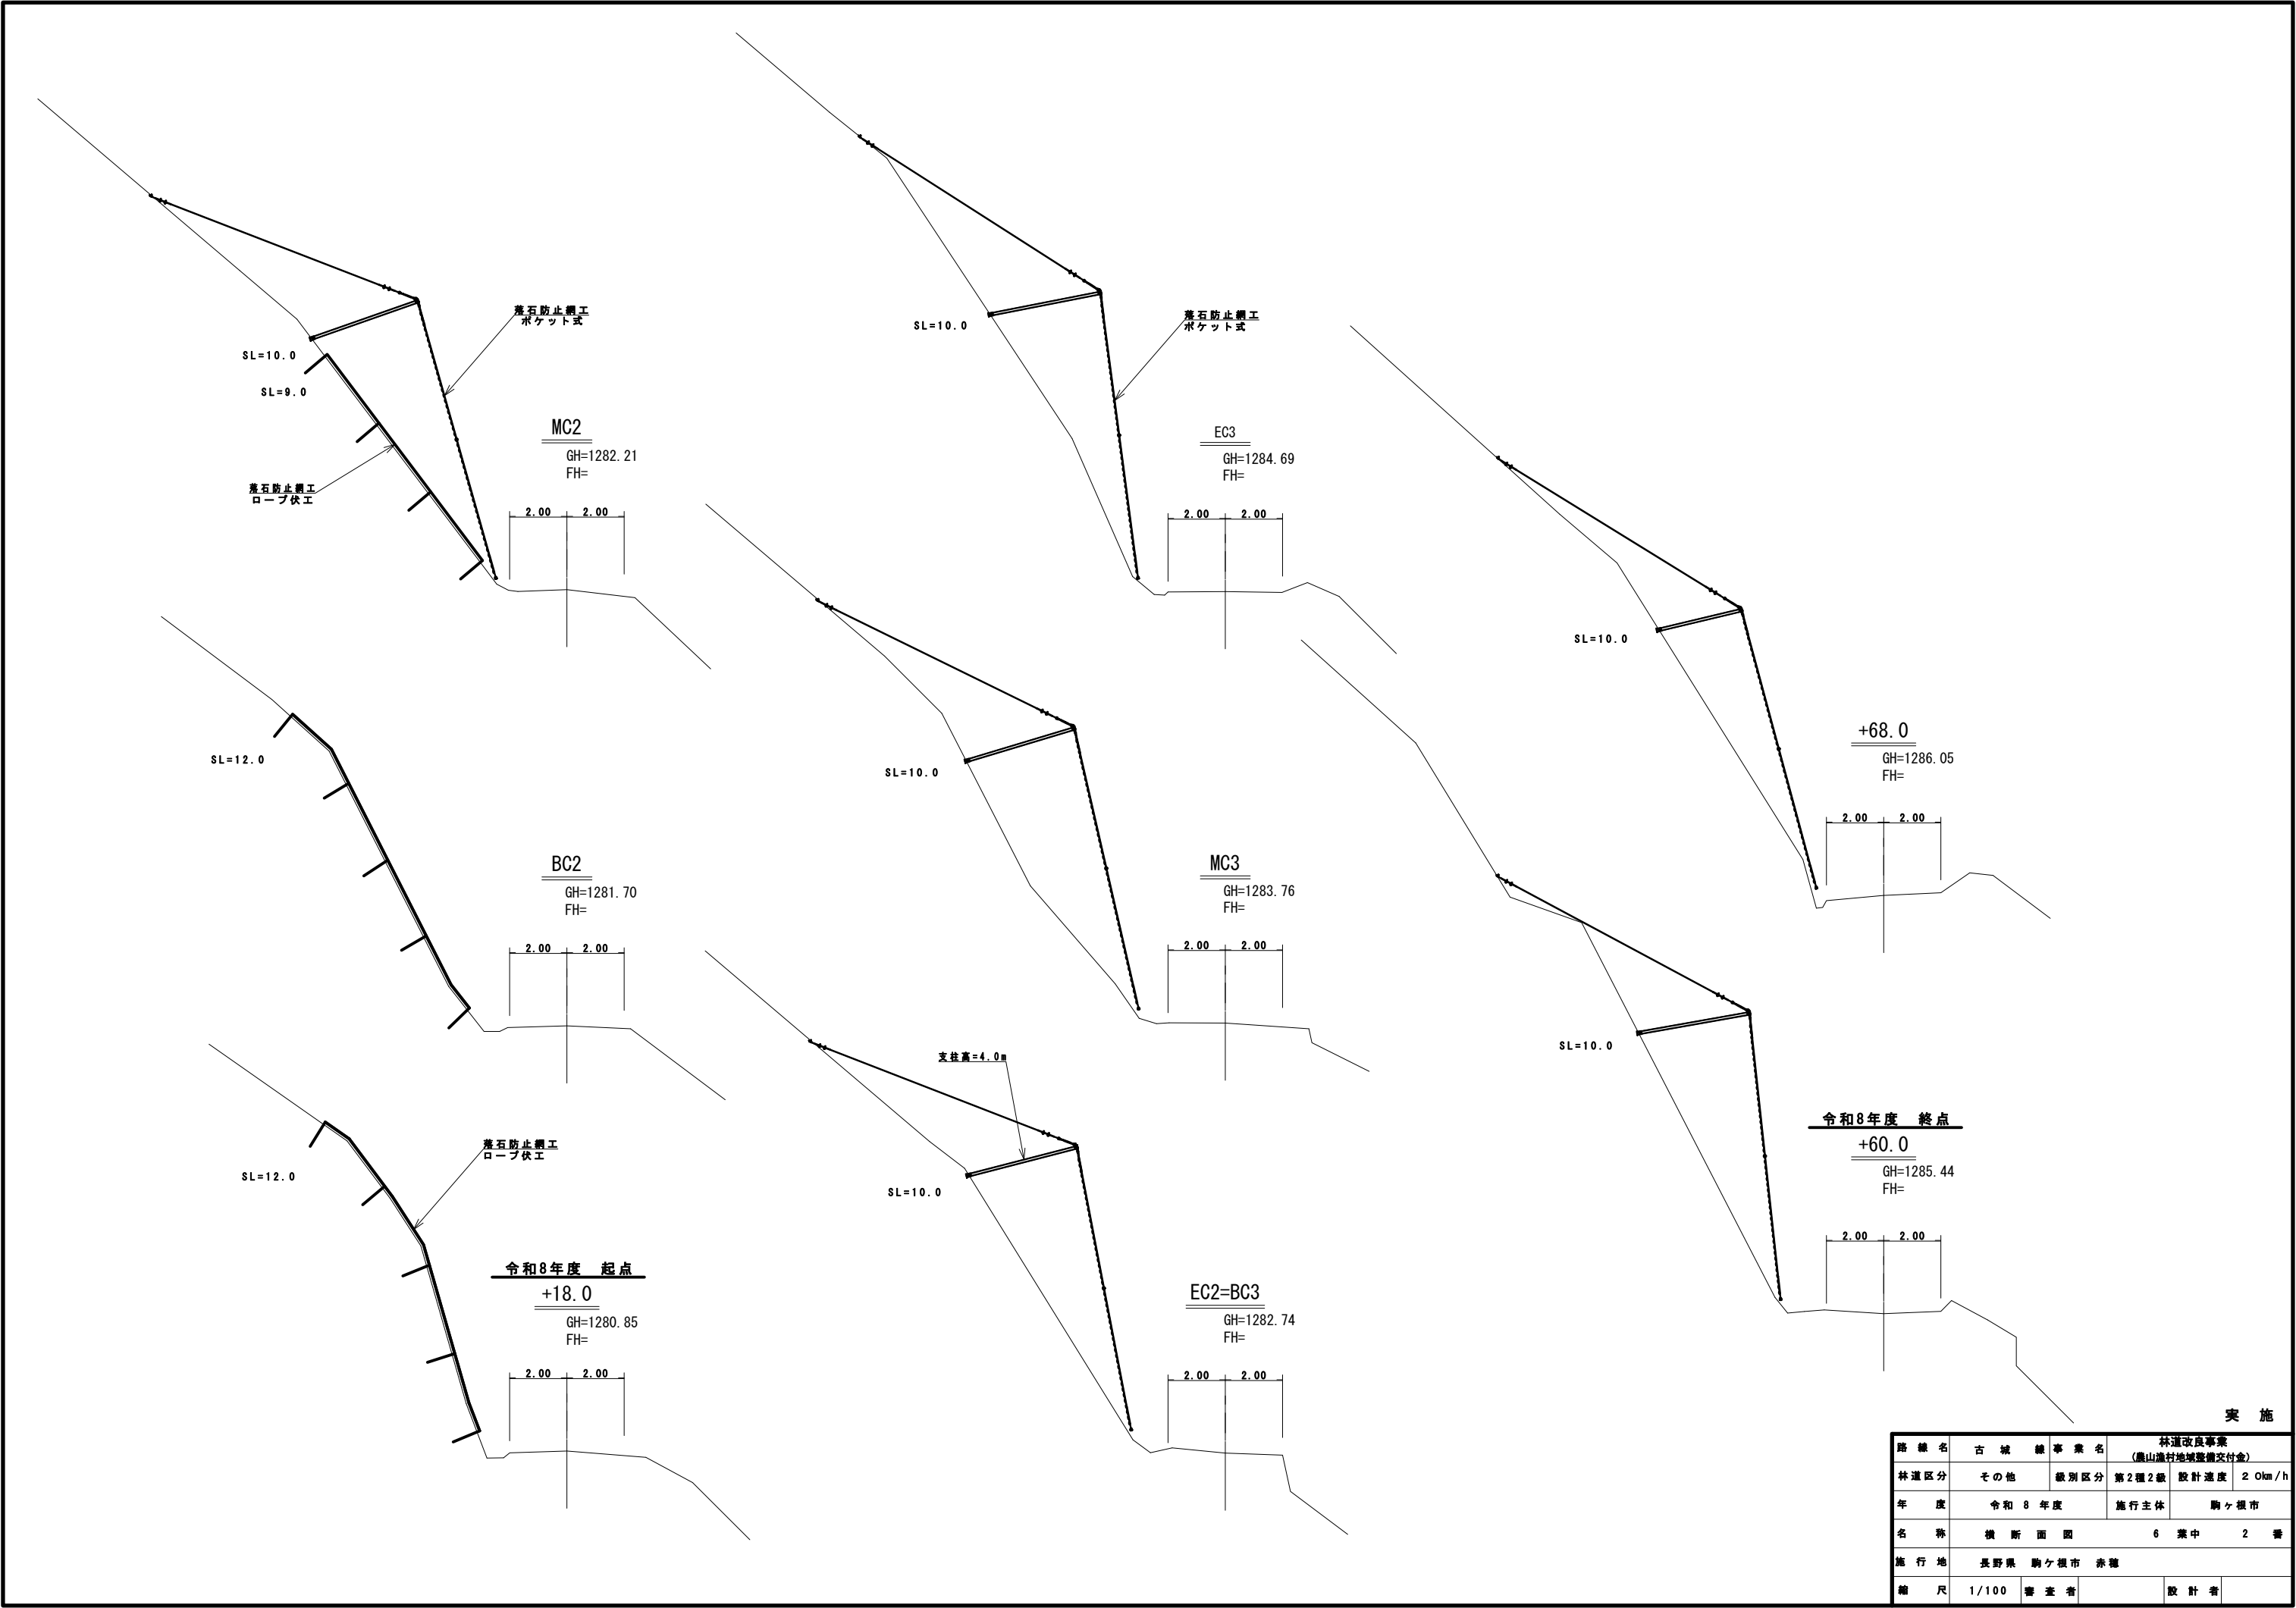 落石防止網工
ポケット式
SL=10.0
SL=9.0
落石防止網工
ロープ伏工
MC2
GH=1282.21
FH=
2.00 2.00
SL=12.0
BC2
GH=1281.70
FH=
2.00 2.00
落石防止網工
ロープ伏工
SL=12.0
令和8年度 起点
+18.0
GH=1280.85
FH=
2.00 2.00
落石防止網工
ポケット式
SL=10.0
EC3
GH=1284.69
FH=
2.00 2.00
SL=10.0
MC3
GH=1283.76
FH=
2.00 2.00
支柱高=4.0m
SL=10.0
EC2=BC3
GH=1282.74
FH=
2.00 2.00
SL=10.0
+68.0
GH=1286.05
FH=
2.00 2.00
SL=10.0
令和8年度 終点
+60.0
GH=1285.44
FH=
2.00 2.00
実 施
路線名 古城 線 事業名 林道改良事業
(農山漁村地域整備交付金)
林道区分 その他 級別区分 第2種2級 設計速度 20km/h
年度 令和 8 年度 施行主体 駒ヶ根市
名称 横断面図 6 葉中 2 番
施行地 長野県 駒ケ根市 赤穂
縮尺 1/100 審査者 設計者